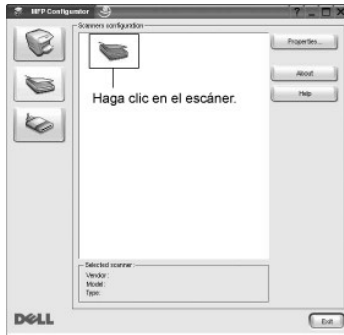 MFP Configurator
Scanners configuration
Properties...
About
Help
Haga clic en el escáner.
Selected scanner
Vendor:
Model:
Type:
DELL
Exit